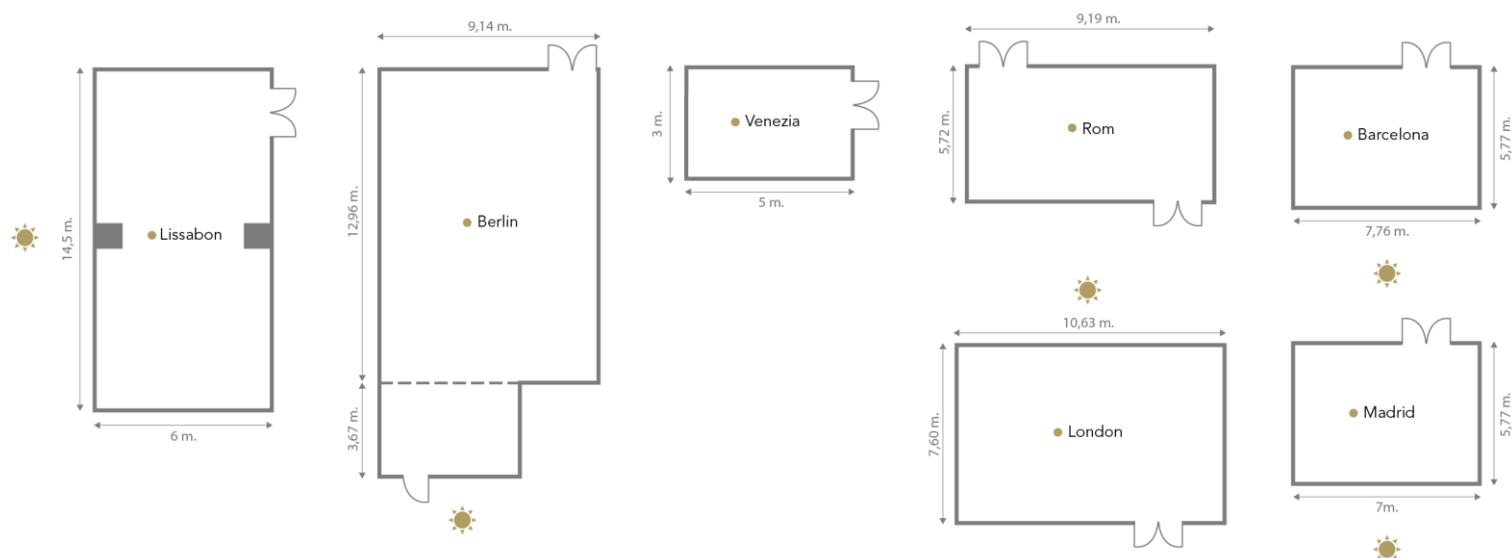 14,5 m.
Lissabon
6 m.
9,14 m.
12,96 m.
Berlin
3,67 m.
3 m.
Venezia
5 m.
9,19 m.
5,72 m.
Rom
Barcelona
5,77 m.
7,76 m.
10,63 m.
7,60 m.
London
Madrid
5,77 m.
7m.